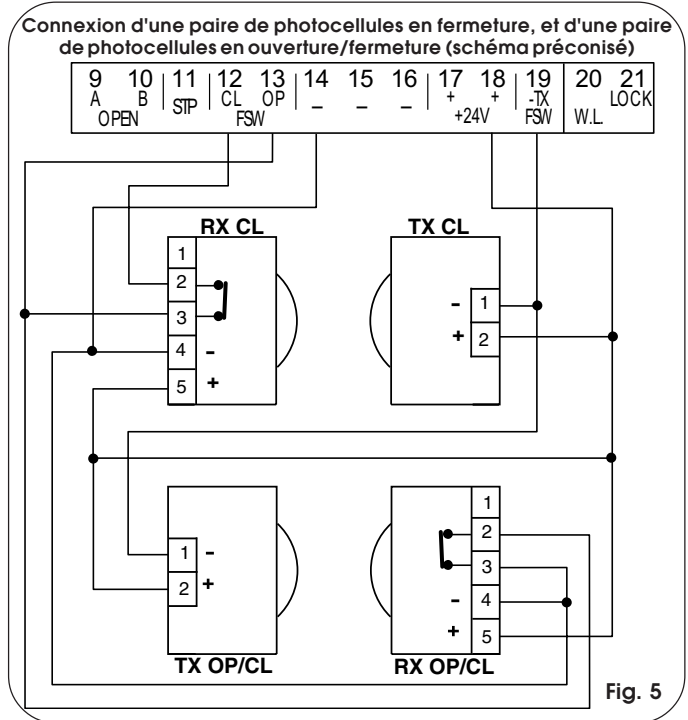 Connexion d'une paire de photocellules en fermeture, et d'une paire
de photocellules en ouverture/fermeture (schéma préconisé)
9 10 11 12 13 14 15 16 17 18 19 20 21
A B STP CL OP _ _ _ + + -TX LOCK
OPEN FSW +24V FSW W.L.
RX CL TX CL
1
2
3
4 -
5 +
- 1
+ 2
1 -
2 +
1
2
3
- 4
+ 5
TX OP/CL RX OP/CL
Fig. 5